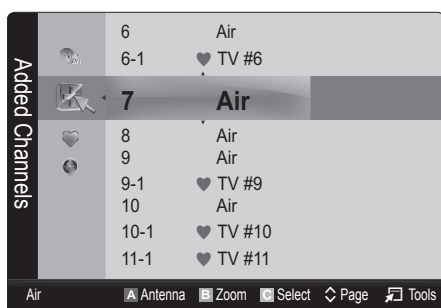 Added Channels
6 Air
6-1 ♥ TV #6
7 Air
8 Air
9 Air
9-1 ♥ TV #9
10 Air
10-1 ♥ TV #10
11-1 ♥ TV #11
Air A Antenna B Zoom C Select Page Tools